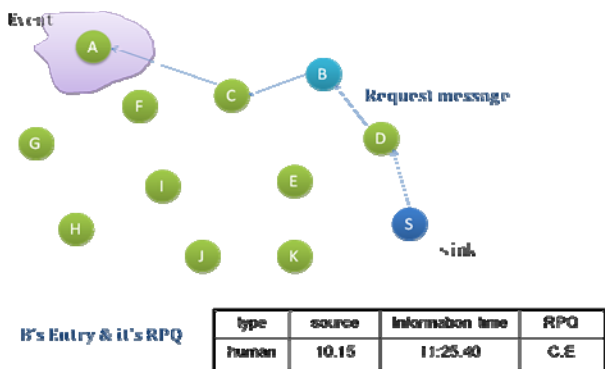 Event
A
B
C
Request message
F
D
G
E
I
S
H
sink
J
K
B's Entry & it's RPQ
type source Information time RPQ
human 10.15 11:25.40 C.E